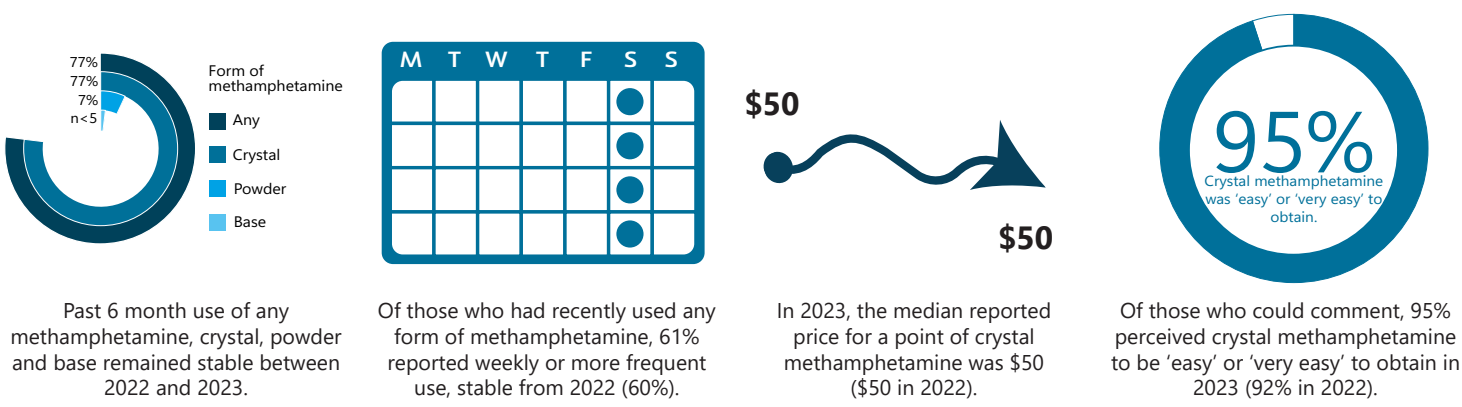 77%
77%
7%
n<5
Form of
methamphetamine
Any
Crystal
Powder
Base
Past 6 month use of any
methamphetamine, crystal, powder
and base remained stable between
2022 and 2023.
M T W T F S S
Of those who had recently used any
form of methamphetamine, 61%
reported weekly or more frequent
use, stable from 2022 (60%).
$50
$50
In 2023, the median reported
price for a point of crystal
methamphetamine was $50
($50 in 2022).
95%
Crystal methamphetamine
was ‘easy’ or ‘very easy’ to
obtain.
Of those who could comment, 95%
perceived crystal methamphetamine
to be ‘easy’ or ‘very easy’ to obtain in
2023 (92% in 2022).